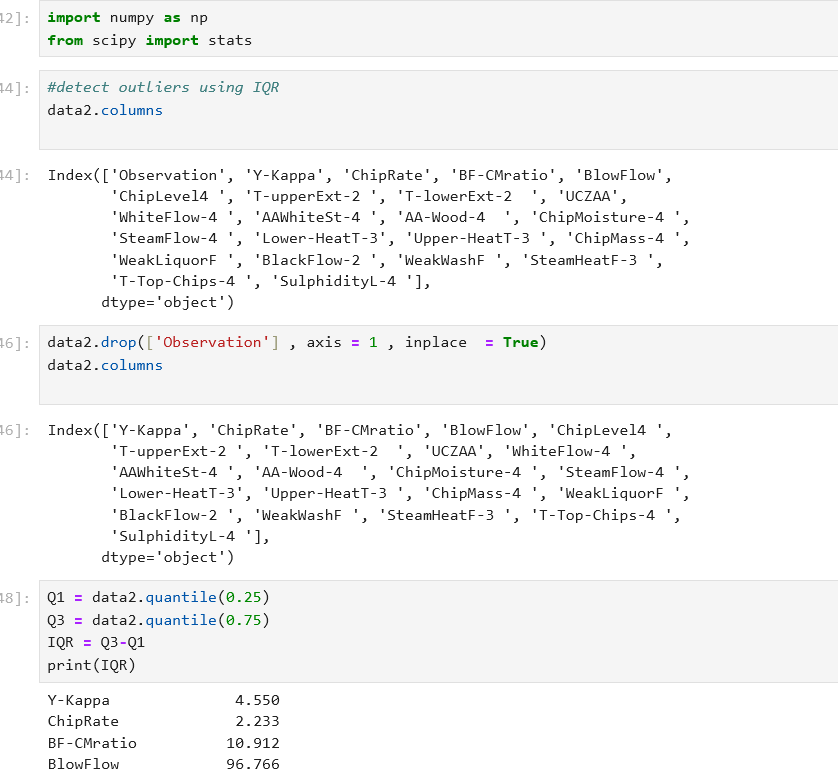 42]: import numpy as np
from scipy import stats
44]: #detect outliers using IQR
data2.columns
44]: Index(['Observation', 'Y-Kappa', 'ChipRate', 'BF-CMratio', 'BlowFlow',
'ChipLevel4 ', 'T-upperExt-2 ', 'T-lowerExt-2  ', 'UCZAA',
'WhiteFlow-4 ', 'AAWhiteSt-4 ', 'AA-Wood-4  ', 'ChipMoisture-4 ',
'SteamFlow-4 ', 'Lower-HeatT-3', 'Upper-HeatT-3 ', 'ChipMass-4 ',
'WeakLiquorF ', 'BlackFlow-2 ', 'WeakWashF ', 'SteamHeatF-3 ',
'T-Top-Chips-4 ', 'SulphidityL-4 '],
dtype='object')
46]: data2.drop(['Observation'] , axis = 1 , inplace  = True)
data2.columns
46]: Index(['Y-Kappa', 'ChipRate', 'BF-CMratio', 'BlowFlow', 'ChipLevel4 ',
'T-upperExt-2 ', 'T-lowerExt-2  ', 'UCZAA', 'WhiteFlow-4 ',
'AAWhiteSt-4 ', 'AA-Wood-4  ', 'ChipMoisture-4 ', 'SteamFlow-4 ',
'Lower-HeatT-3', 'Upper-HeatT-3 ', 'ChipMass-4 ', 'WeakLiquorF ',
'BlackFlow-2 ', 'WeakWashF ', 'SteamHeatF-3 ', 'T-Top-Chips-4 ',
'SulphidityL-4 '],
dtype='object')
48]: Q1 = data2.quantile(0.25)
Q3 = data2.quantile(0.75)
IQR = Q3-Q1
print(IQR)
Y-Kappa 4.550
ChipRate 2.233
BF-CMratio 10.912
BlowFlow 96.766